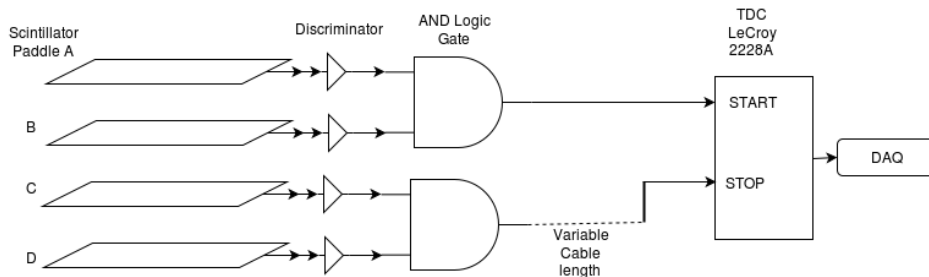 Scintillator
Paddle A
Discriminator
AND Logic
Gate
TDC
LeCroy
2228A
START
B
DAQ
C
STOP
Variable
Cable
length
D